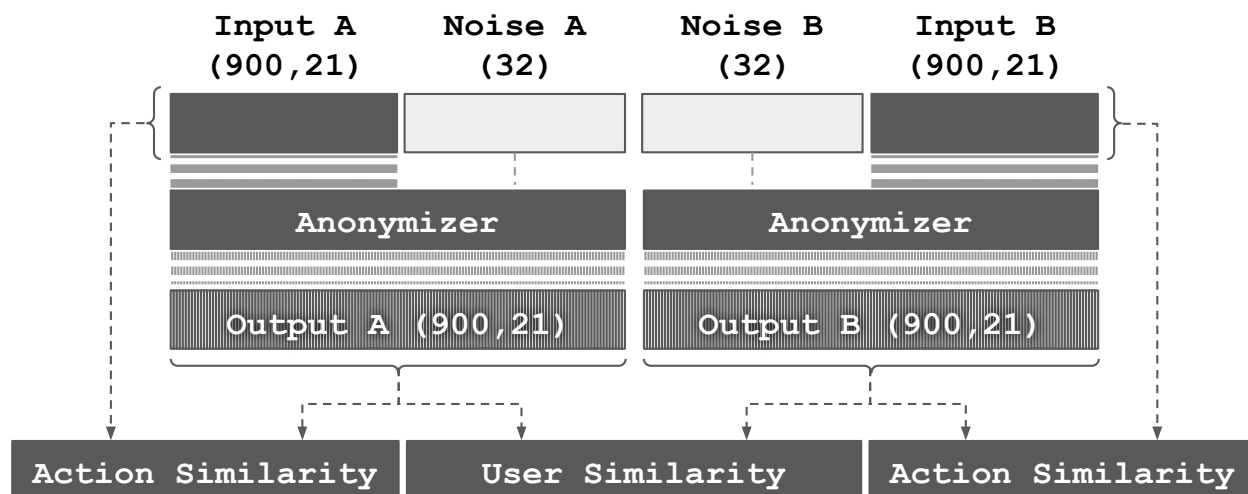 Input A
(900,21)
Noise A
(32)
Noise B
(32)
Input B
(900,21)
Anonymizer
Anonymizer
Output A (900,21)
Output B (900,21)
Action Similarity
User Similarity
Action Similarity